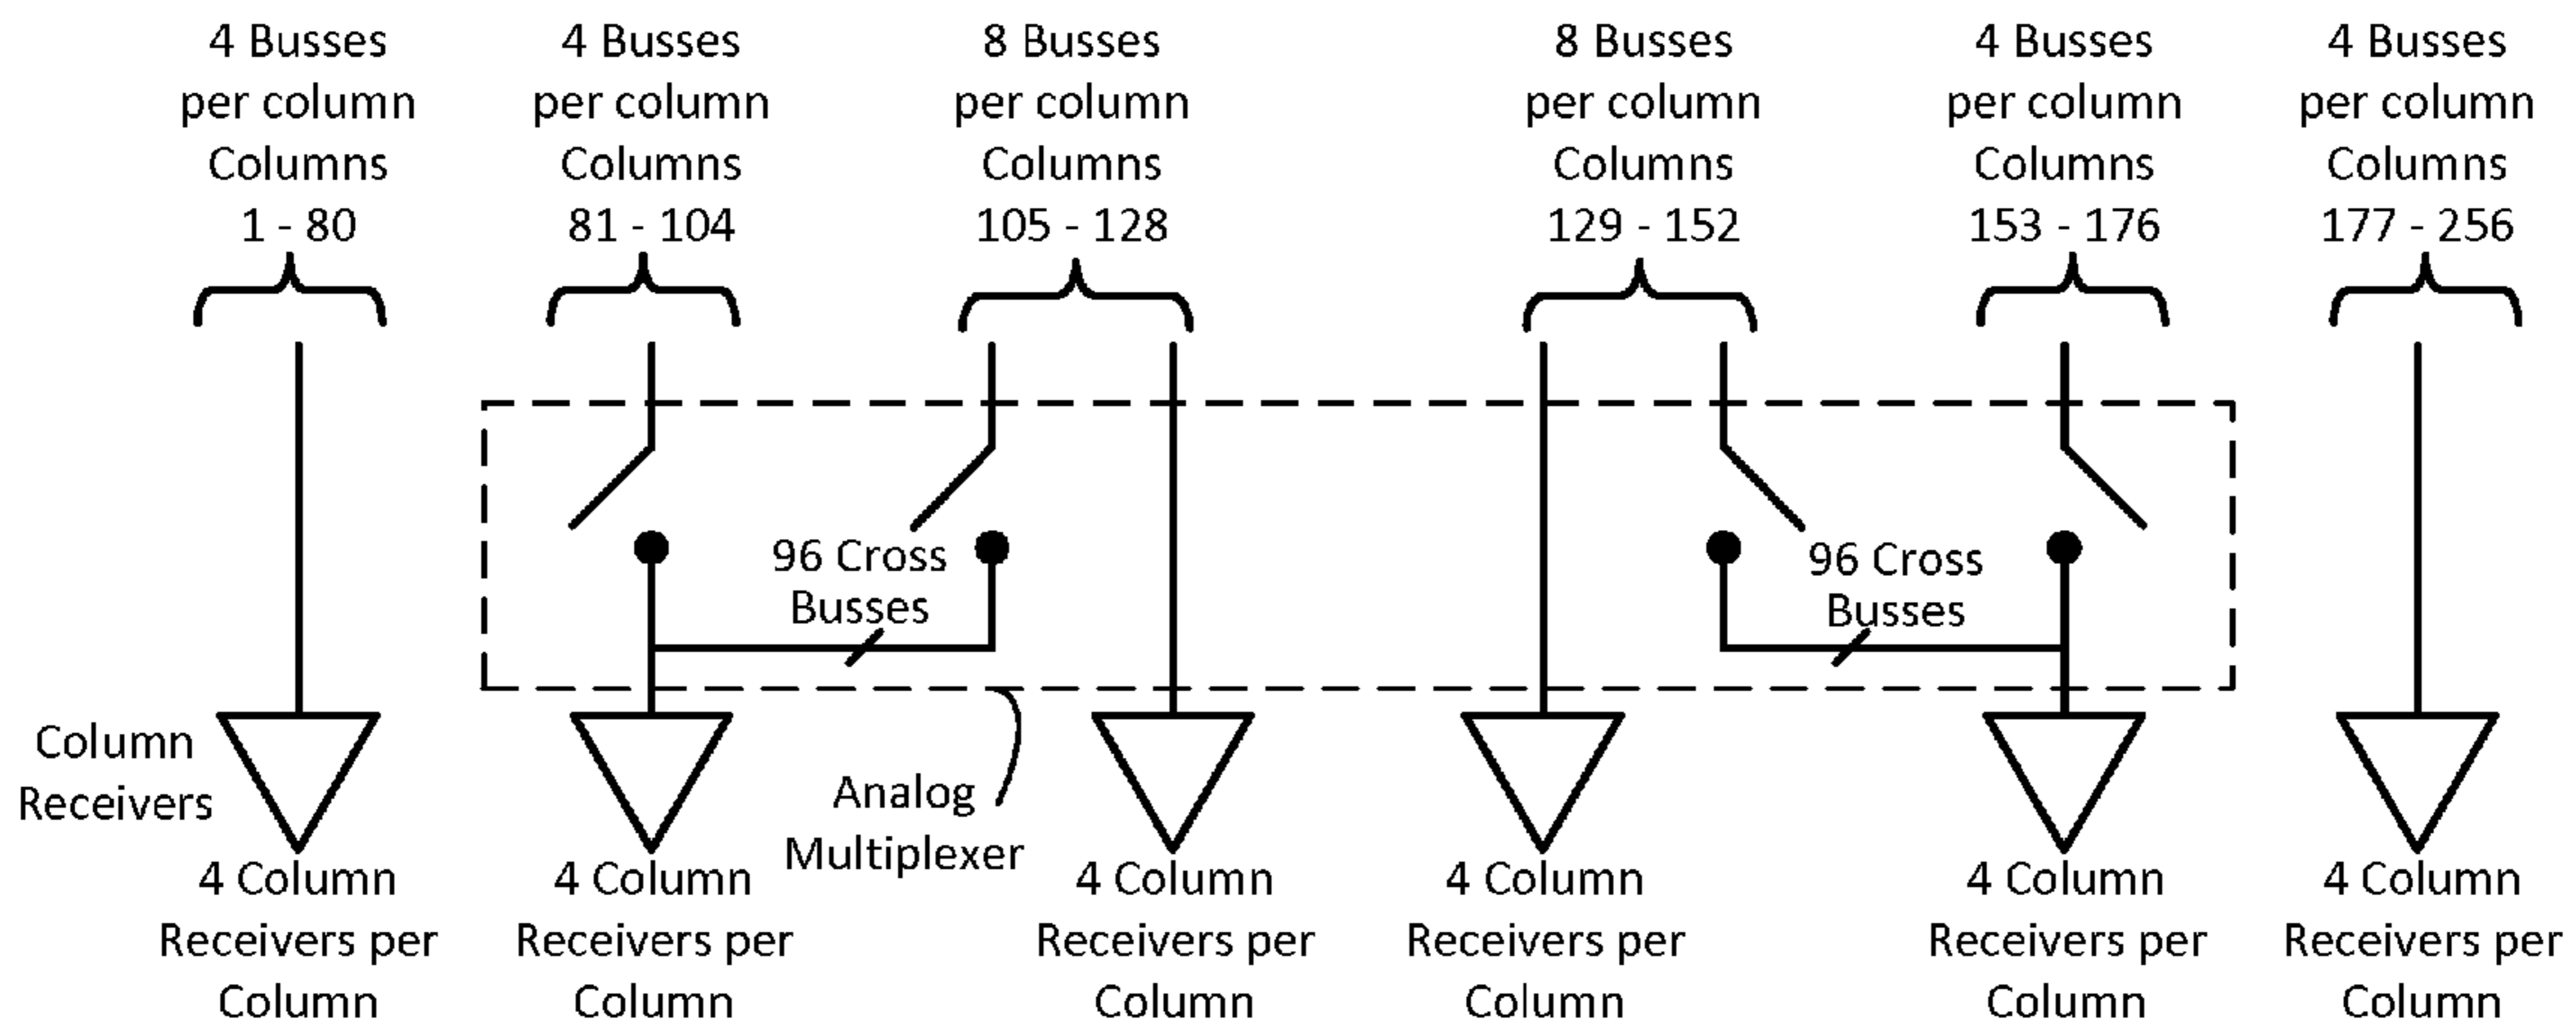 4 Busses
per column
Columns
1 - 80
4 Busses
per column
Columns
81 - 104
8 Busses
per column
Columns
105 - 128
8 Busses
per column
Columns
129 - 152
4 Busses
per column
Columns
153 - 176
4 Busses
per column
Columns
177 - 256
96 Cross
Busses
96 Cross
Busses
Column
Receivers
Analog
Multiplexer
4 Column
Receivers per
Column
4 Column
Receivers per
Column
4 Column
Receivers per
Column
4 Column
Receivers per
Column
4 Column
Receivers per
Column
4 Column
Receivers per
Column